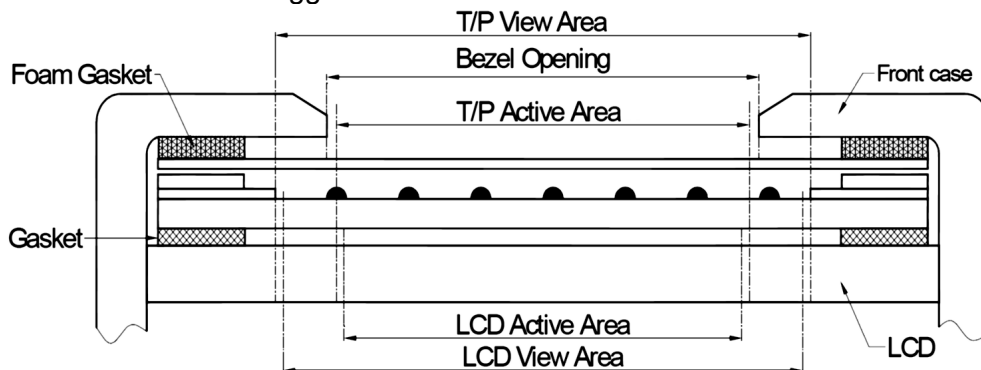 T/P View Area
Bezel Opening
Foam Gasket
Front case
T/P Active Area
Gasket
LCD Active Area
LCD
LCD View Area